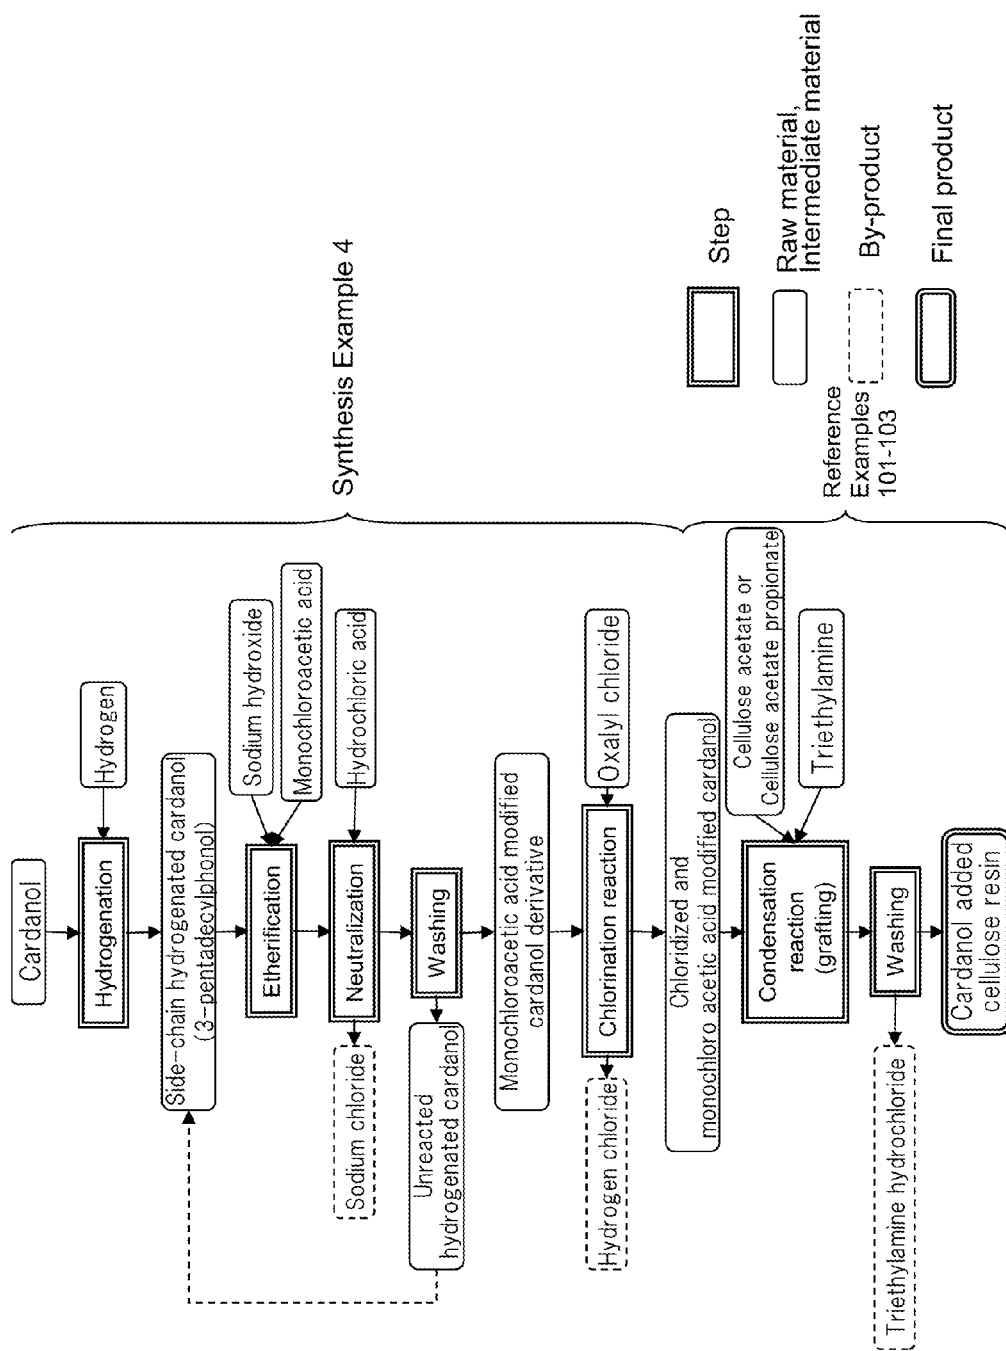 Cardanol
Hydrogen
Hydrogenation
Side-chain hydrogenated cardanol
(3-pentadecylphonol)
Sodium hydroxide
Monochloroacetic acid
Etherification
Hydrochloric acid
Neutralization
Sodium chloride
Washing
Unreacted
hydrogenated cardanol
Monochloroacetic acid modified
cardanol derivative
Oxalyl chloride
Chlorination reaction
Hydrogen chloride
Chloridized and
monochloro acetic acid modified cardanol
Cellulose acetate or
Cellulose acetate propionate
Condensation
reaction
(grafting)
Triethylamine
Washing
Triethylamine hydrochloride
Cardanol added
cellulose resin
Synthesis Example 4
Reference
Examples
101-103
Step
Raw material,
Intermediate material
By-product
Final product